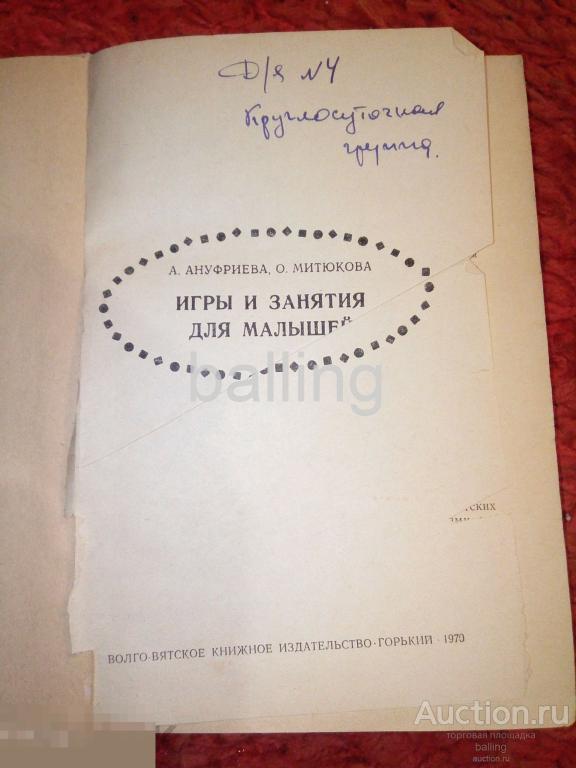 Д/я №4
Круглосуточная
группа.
А. АНУФРИЕВА, О. МИТЮКОВА
ИГРЫ И ЗАНЯТИЯ
ДЛЯ МАЛЫШЕЙ
balling
ТСКИХ
ВОЛГО-ВЯТСКОЕ КНИЖНОЕ ИЗДАТЕЛЬСТВО · ГОРЬКИЙ · 1970
Auction.ru
торговая площадка
balling
auction.ru